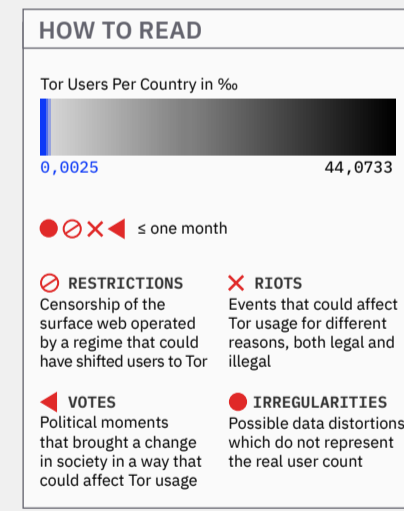 HOW TO READ
Tor Users Per Country in ‰
0,0025 44,0733
≤ one month
RESTRICTIONS
Censorship of the
surface web operated
by a regime that could
have shifted users to Tor
RIOTS
Events that could affect
Tor usage for different
reasons, both legal and
illegal
VOTES
Political moments
that brought a change
in society in a way that
could affect Tor usage
IRREGULARITIES
Possible data distortions
which do not represent
the real user count